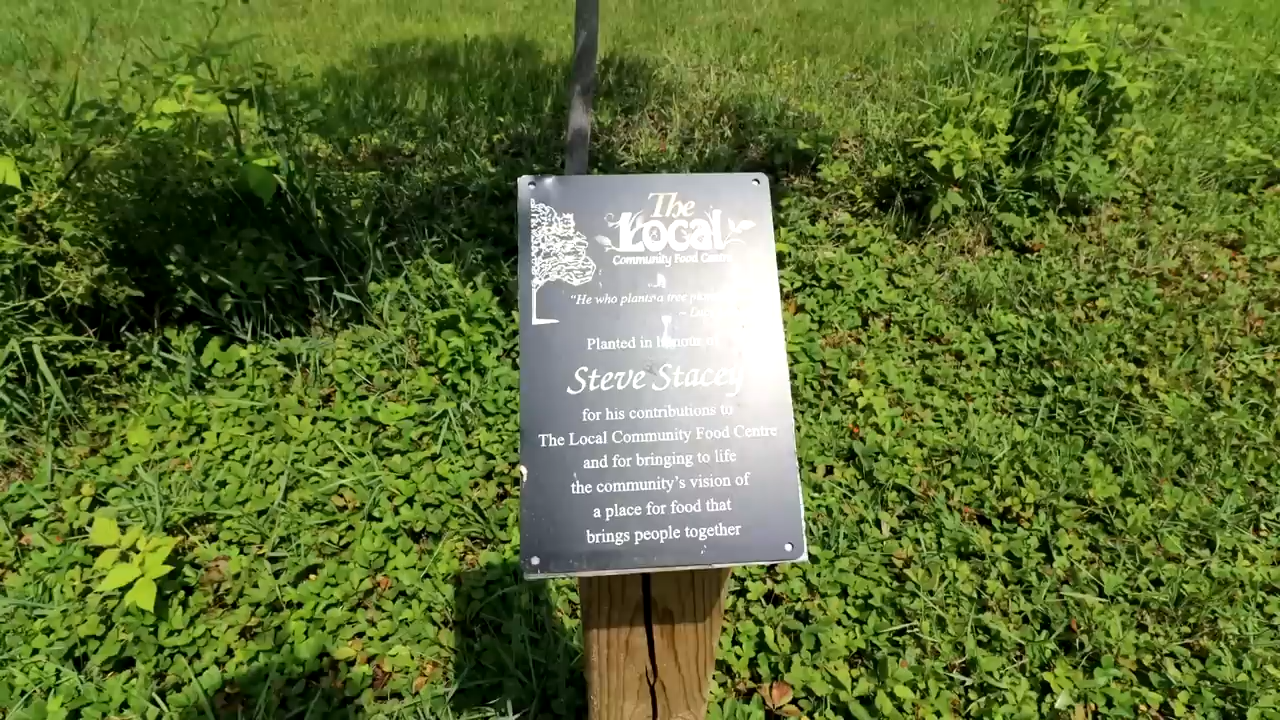 The
Local
Community Food Centre
"He who plants a tree
Planted in honour of
Steve Stacey
for his contributions to
The Local Community Food Centre
and for bringing to life
the community's vision of
a place for food that
brings people together